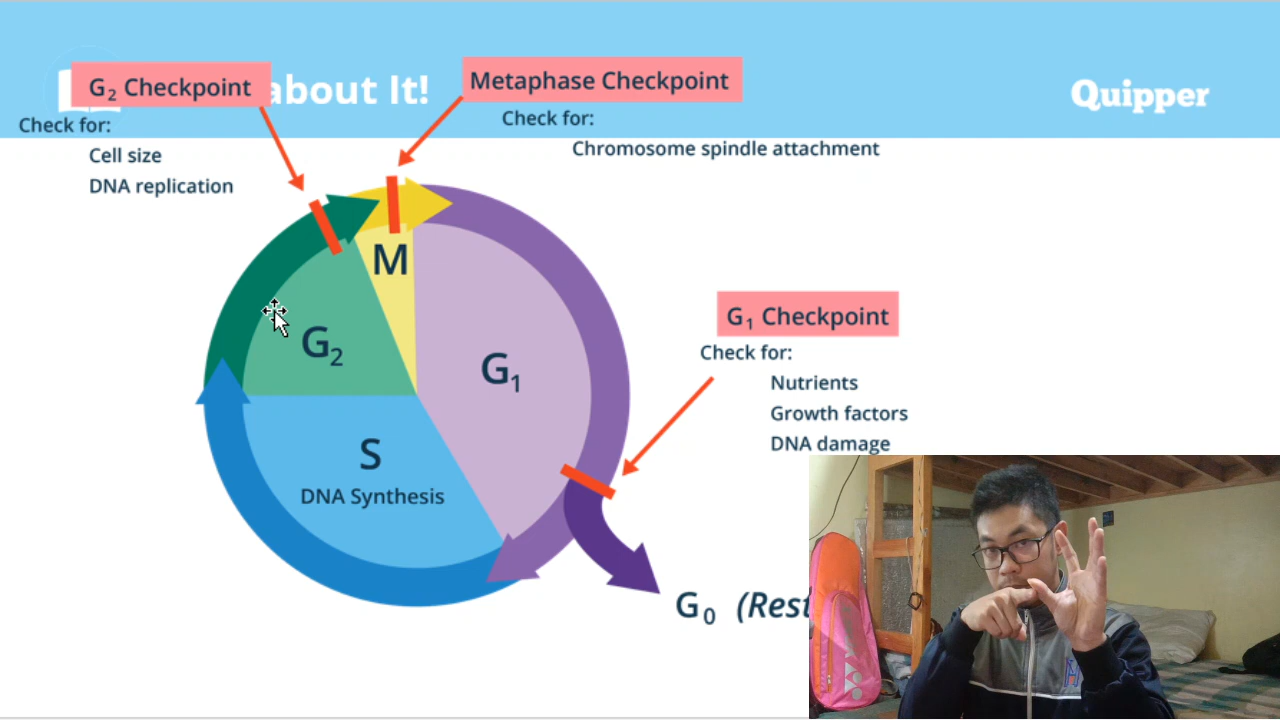 about It!
Quipper
G₂ Checkpoint
Check for:
Cell size
DNA replication
Metaphase Checkpoint
Check for:
Chromosome spindle attachment
M
G₂
G₁
S
DNA Synthesis
G₁ Checkpoint
Check for:
Nutrients
Growth factors
DNA damage
G₀ (Rest